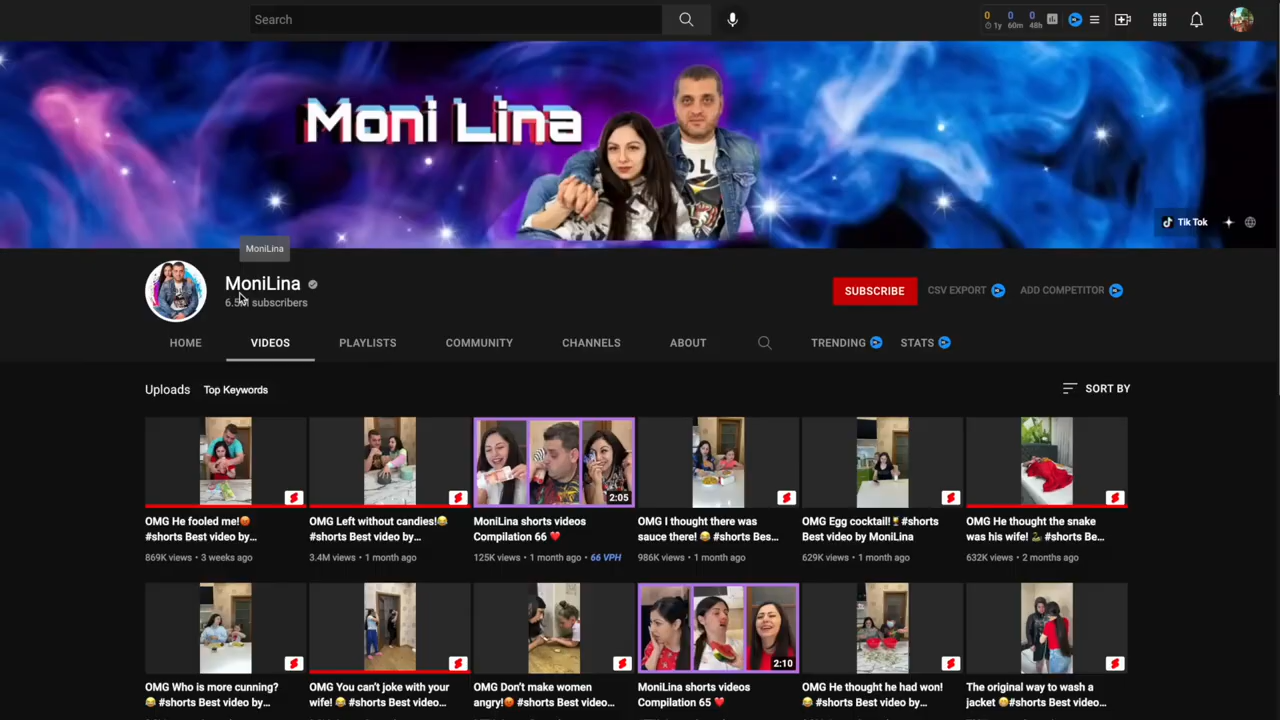 Search
0 0 0
1y 60m 48h
Moni Lina
Tik Tok
MoniLina
MoniLina
6.5M subscribers
SUBSCRIBE
CSV EXPORT
ADD COMPETITOR
HOME VIDEOS PLAYLISTS COMMUNITY CHANNELS ABOUT TRENDING STATS
Uploads Top Keywords SORT BY
2:05
OMG He fooled me!😡
#shorts Best video by...
869K views • 3 weeks ago
OMG Left without candies!😂
#shorts Best video by...
3.4M views • 1 month ago
MoniLina shorts videos
Compilation 66 ❤️
125K views • 1 month ago • 66 VPH
OMG I thought there was
sauce there! 😂 #shorts Bes...
986K views • 1 month ago
OMG Egg cocktail!🍹#shorts
Best video by MoniLina
629K views • 1 month ago
OMG He thought the snake
was his wife! 🐍 #shorts Be...
632K views • 2 months ago
2:10
OMG Who is more cunning?
😂 #shorts Best video by...
OMG You can't joke with your
wife! 😂 #shorts Best video...
OMG Don't make women
angry!😡 #shorts Best video...
MoniLina shorts videos
Compilation 65 ❤️
OMG He thought he had won!
😂 #shorts Best video by...
The original way to wash a
jacket 😁#shorts Best video...